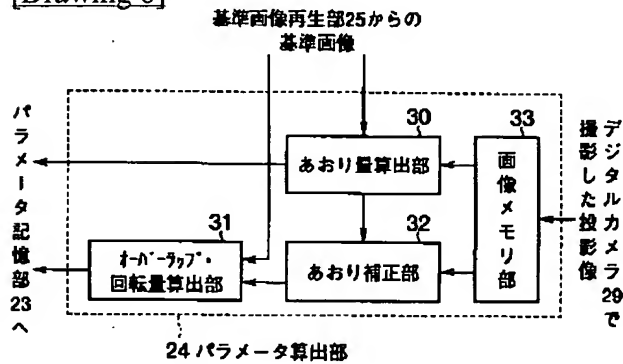 [Drawing 6]
基準画像再生部25からの
基準画像
パラメータ記憶部23へ
30
あおり量算出部
33
画像メモリ部
デジタルカメラ29で
撮影した投影像
31
オーバーラップ・
回転量算出部
32
あおり補正部
24 パラメータ算出部